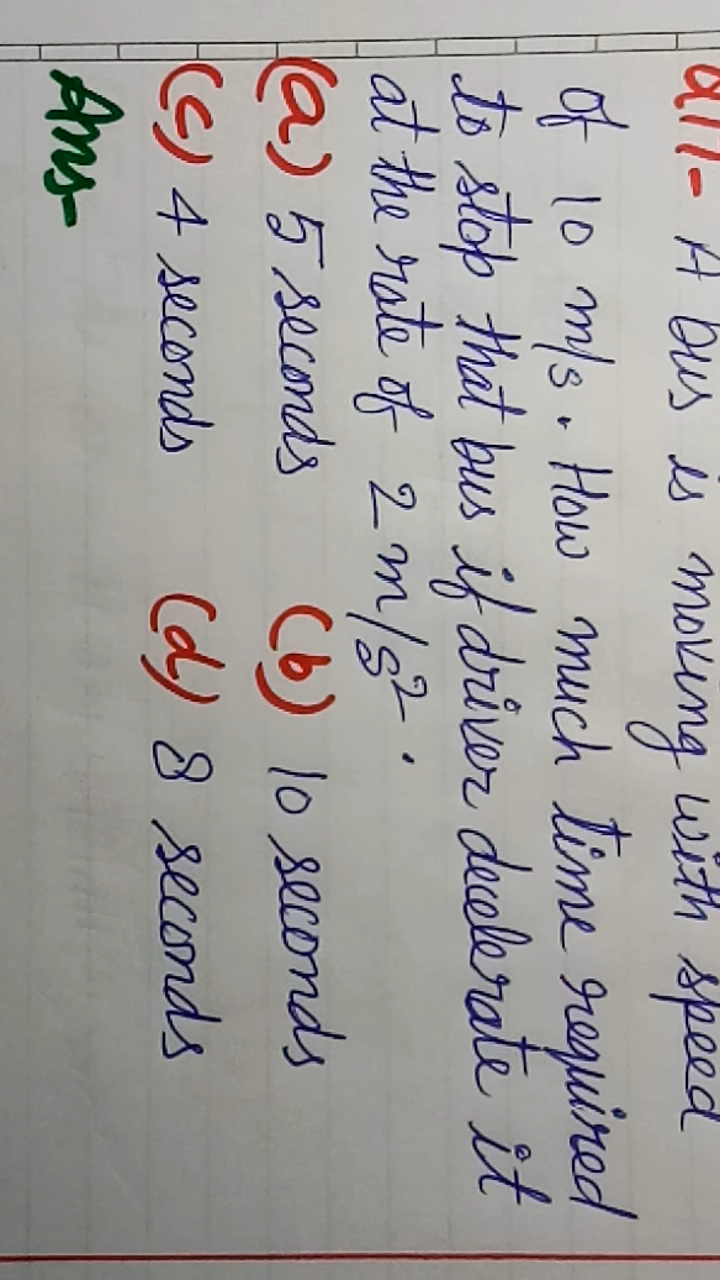 Q11- A bus is moving with speed
of 10 m/s. How much time required
to stop that bus if driver decelerate it
at the rate of 2 m/s².
(a) 5 seconds (b) 10 seconds
(c) 4 seconds (d) 8 seconds
Ans-